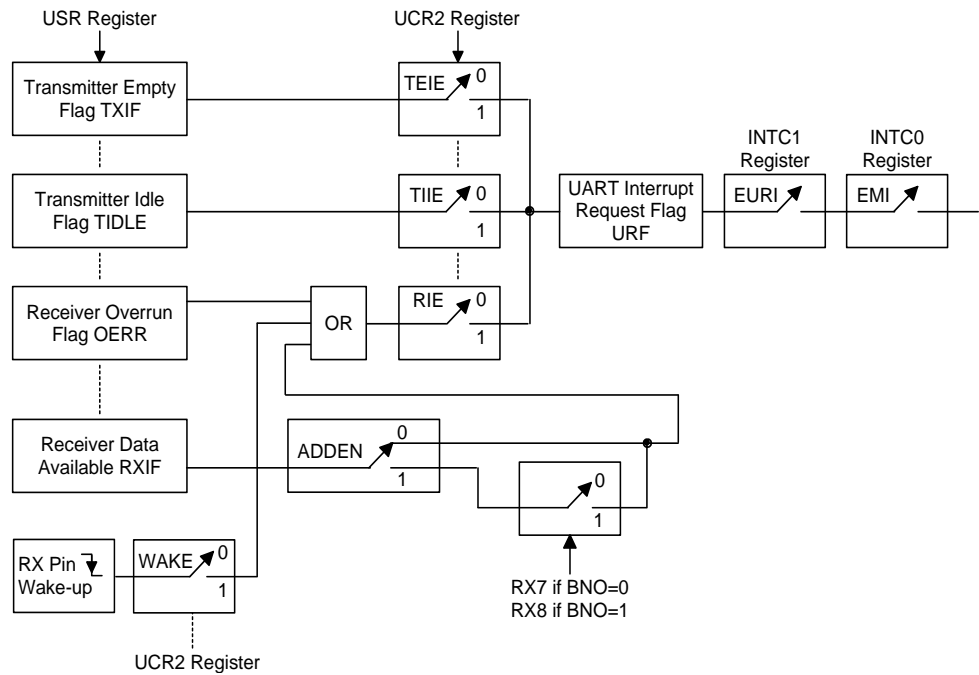 USR Register
UCR2 Register
Transmitter Empty
Flag TXIF
TEIE
0
1
INTC1
Register
INTC0
Register
Transmitter Idle
Flag TIDLE
TIIE
0
1
UART Interrupt
Request Flag
URF
EURI
EMI
Receiver Overrun
Flag OERR
OR
RIE
0
1
Receiver Data
Available RXIF
ADDEN
0
1
0
1
RX Pin
Wake-up
WAKE
0
1
RX7 if BNO=0
RX8 if BNO=1
UCR2 Register